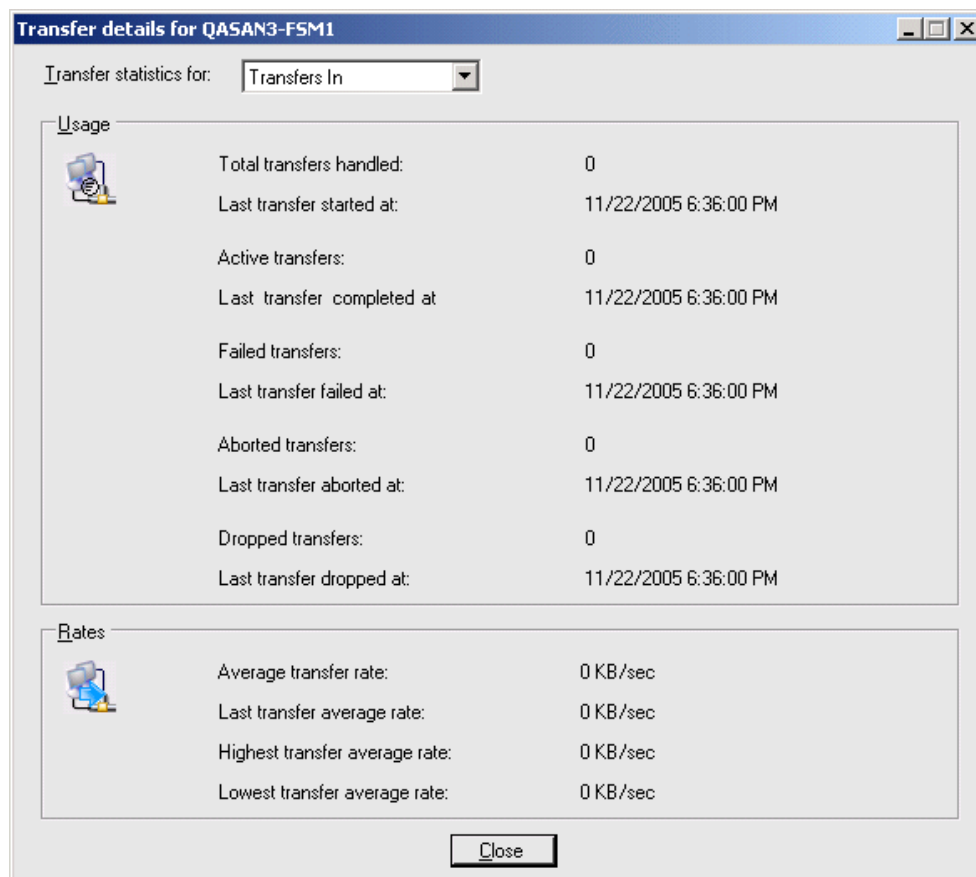 Transfer details for QASAN3-FSM1
Transfer statistics for: Transfers In
Usage
Total transfers handled: 0
Last transfer started at: 11/22/2005 6:36:00 PM
Active transfers: 0
Last transfer completed at 11/22/2005 6:36:00 PM
Failed transfers: 0
Last transfer failed at: 11/22/2005 6:36:00 PM
Aborted transfers: 0
Last transfer aborted at: 11/22/2005 6:36:00 PM
Dropped transfers: 0
Last transfer dropped at: 11/22/2005 6:36:00 PM
Rates
Average transfer rate: 0 KB/sec
Last transfer average rate: 0 KB/sec
Highest transfer average rate: 0 KB/sec
Lowest transfer average rate: 0 KB/sec
Close